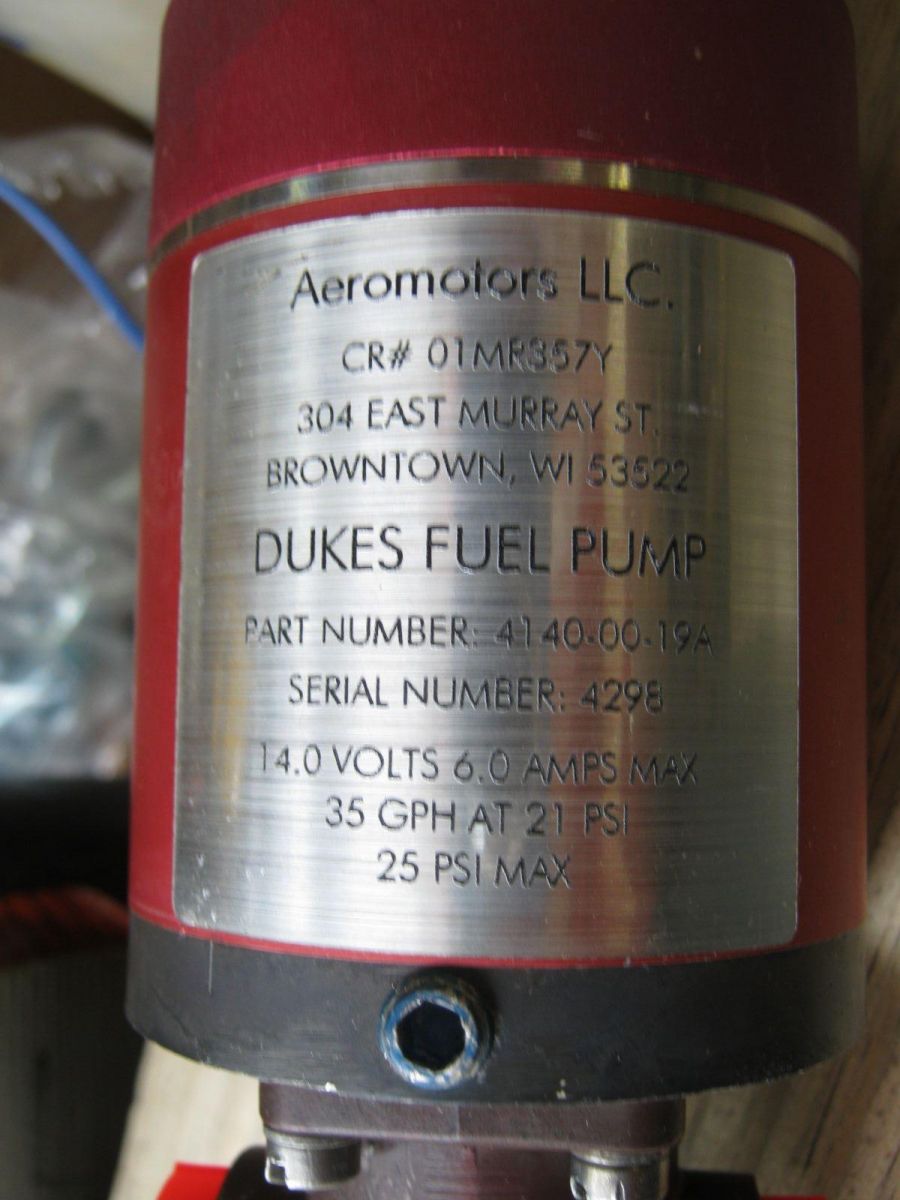 Aeromotors LLC.
CR# 01MR357Y
304 EAST MURRAY ST.
BROWNTOWN, WI 53522
DUKES FUEL PUMP
PART NUMBER: 4140-00-19A
SERIAL NUMBER: 4298
14.0 VOLTS 6.0 AMPS MAX
35 GPH AT 21 PSI
25 PSI MAX